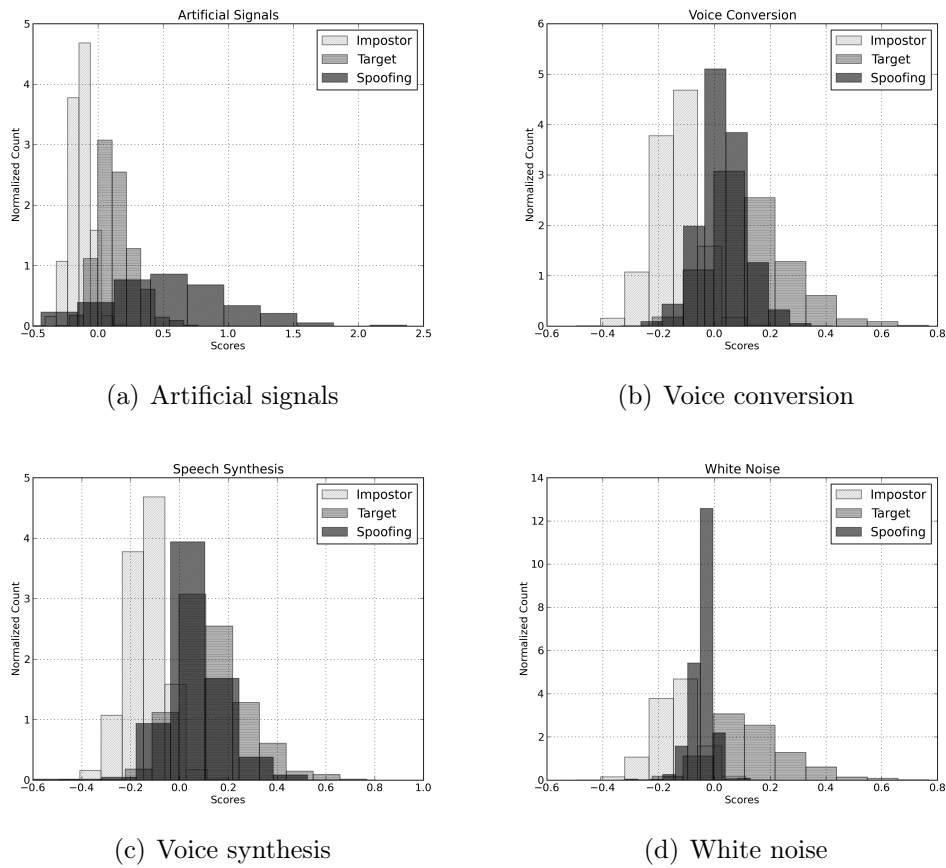 Artificial Signals
5
4
3
2
1
0
Normalized Count
−0.5 0.0 0.5 1.0 1.5 2.0 2.5
Scores
Impostor
Target
Spoofing
(a) Artificial signals
Voice Conversion
6
5
4
3
2
1
0
Normalized Count
−0.6 −0.4 −0.2 0.0 0.2 0.4 0.6 0.8
Scores
Impostor
Target
Spoofing
(b) Voice conversion
Speech Synthesis
5
4
3
2
1
0
Normalized Count
−0.6 −0.4 −0.2 0.0 0.2 0.4 0.6 0.8 1.0
Scores
Impostor
Target
Spoofing
(c) Voice synthesis
White Noise
14
12
10
8
6
4
2
0
Normalized Count
−0.6 −0.4 −0.2 0.0 0.2 0.4 0.6 0.8
Scores
Impostor
Target
Spoofing
(d) White noise